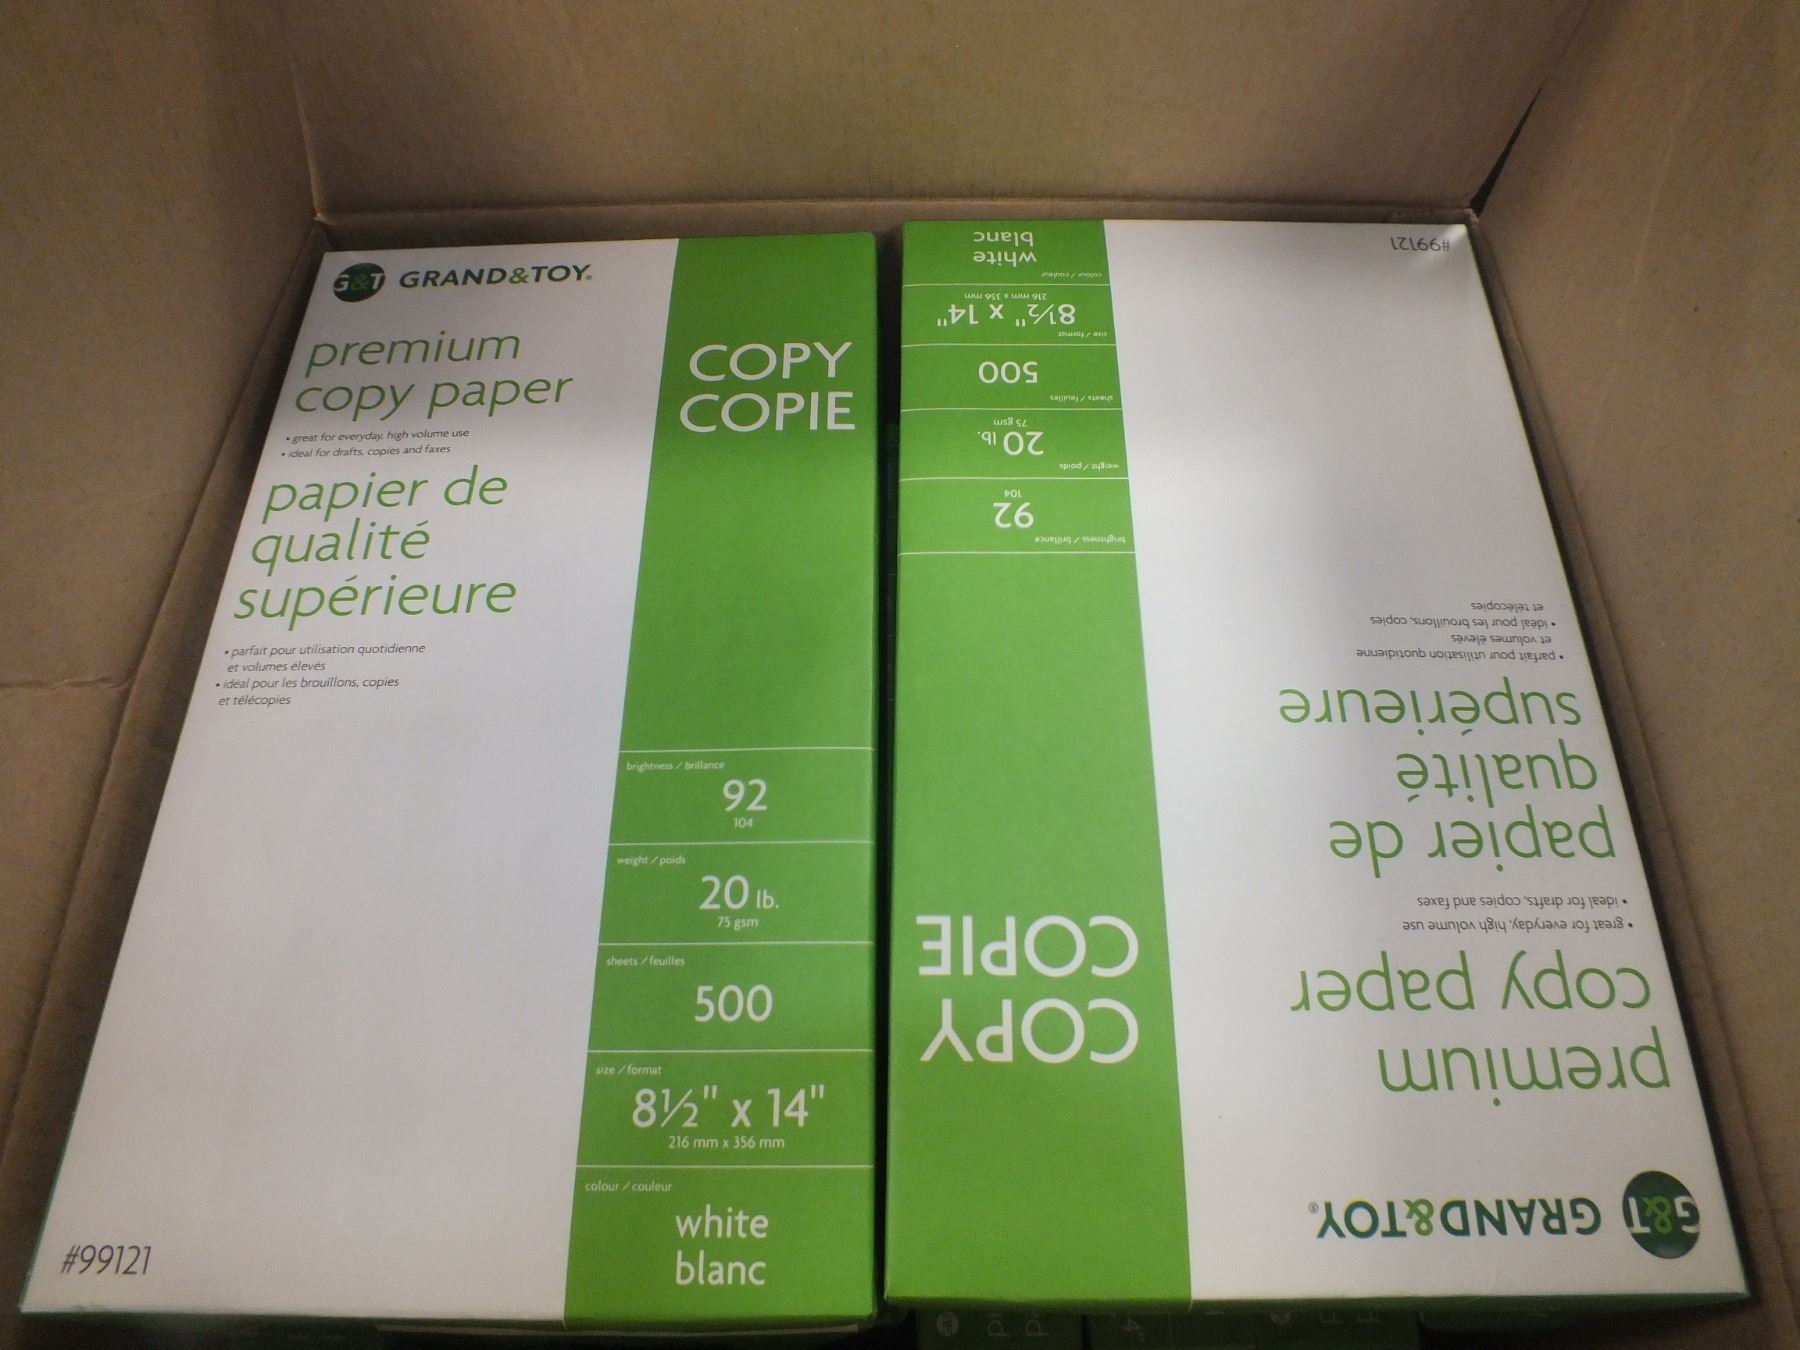 G&T GRAND&TOY®
premium
copy paper
• great for everyday, high volume use
• ideal for drafts, copies and faxes
papier de
qualité
supérieure
• parfait pour utilisation quotidienne
et volumes élevés
• idéal pour les brouillons, copies
et télécopies
#99121
COPY
COPIE
brightness / brillance
92
104
weight / poids
20 lb.
75 gsm
sheets / feuilles
500
size / format
8½" x 14"
216 mm x 356 mm
colour / couleur
white
blanc
G&T GRAND&TOY®
premium
copy paper
• great for everyday, high volume use
• ideal for drafts, copies and faxes
papier de
qualité
supérieure
• parfait pour utilisation quotidienne
et volumes élevés
• idéal pour les brouillons, copies
et télécopies
#99121
COPY
COPIE
brightness / brillance
92
104
weight / poids
20 lb.
75 gsm
sheets / feuilles
500
size / format
8½" x 14"
216 mm x 356 mm
colour / couleur
white
blanc